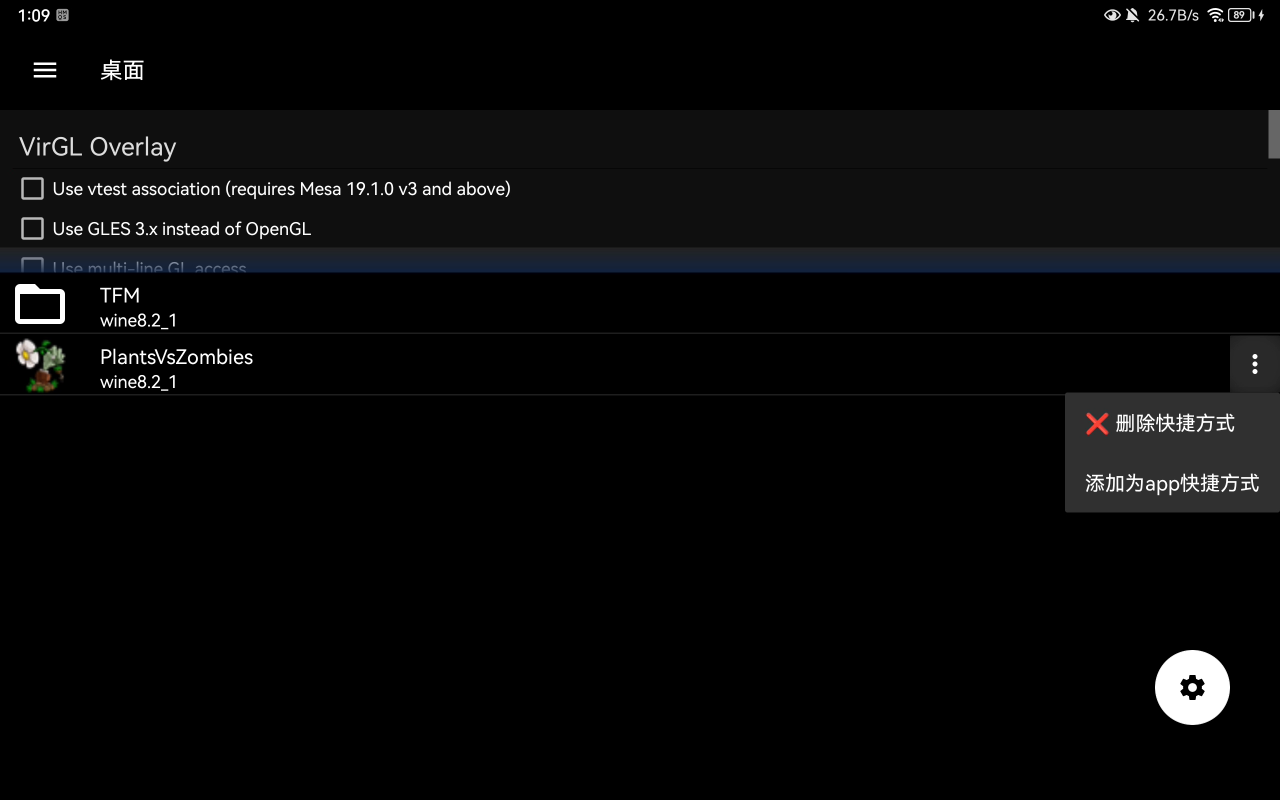 1:09
26.7B/s
89
桌面
VirGL Overlay
Use vtest association (requires Mesa 19.1.0 v3 and above)
Use GLES 3.x instead of OpenGL
Use multi-line GL access
TFM
wine8.2_1
PlantsVsZombies
wine8.2_1
删除快捷方式
添加为app快捷方式